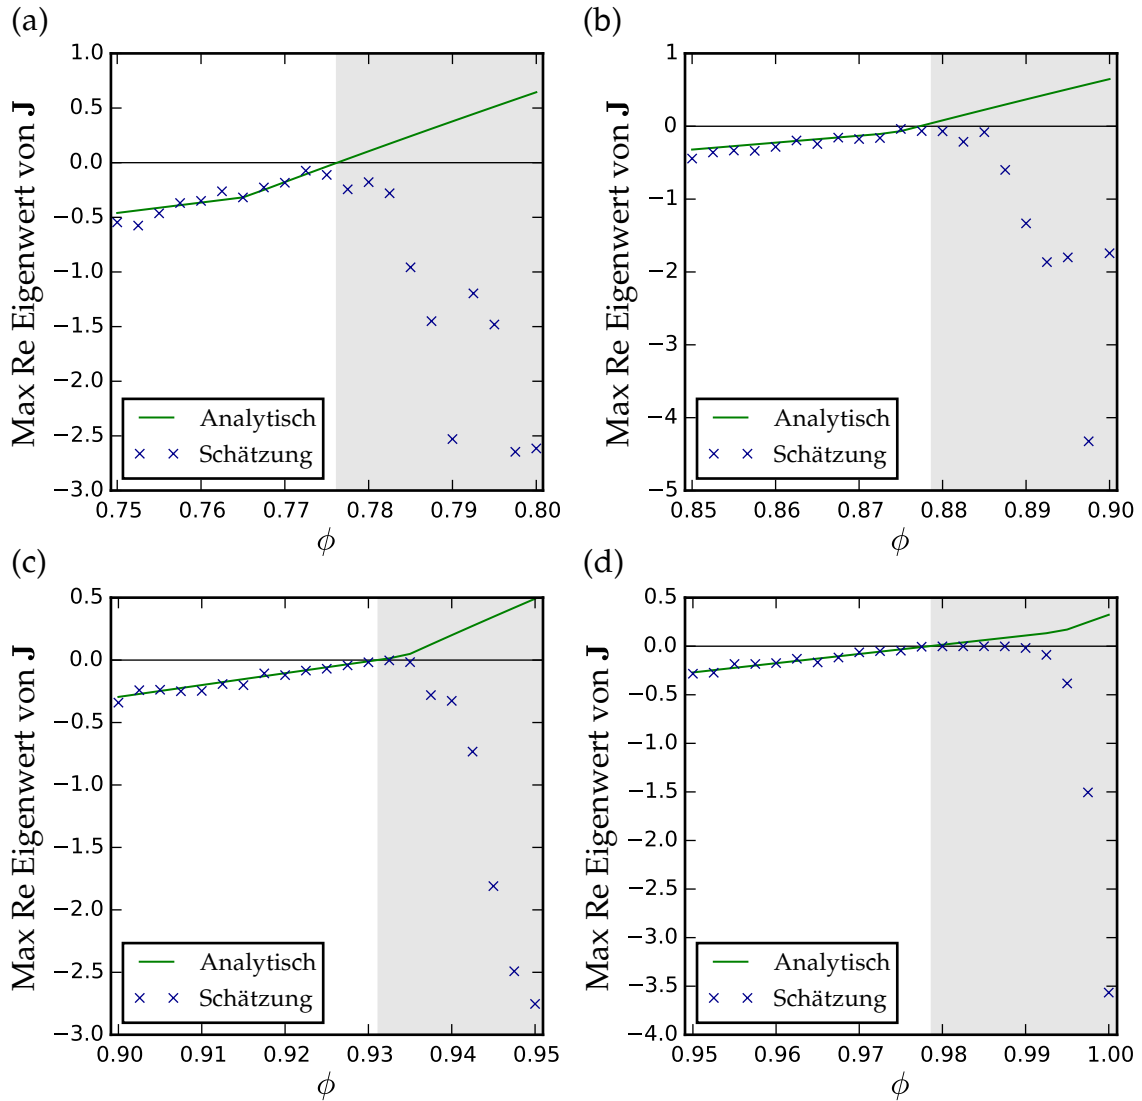 (a)
Max Re Eigenwert von J
1.0
0.5
0.0
−0.5
−1.0
−1.5
−2.0
−2.5
−3.0
0.75 0.76 0.77 0.78 0.79 0.80
ϕ
Analytisch
Schätzung
(b)
Max Re Eigenwert von J
1
0
−1
−2
−3
−4
−5
0.85 0.86 0.87 0.88 0.89 0.90
ϕ
Analytisch
Schätzung
(c)
Max Re Eigenwert von J
0.5
0.0
−0.5
−1.0
−1.5
−2.0
−2.5
−3.0
0.90 0.91 0.92 0.93 0.94 0.95
ϕ
Analytisch
Schätzung
(d)
Max Re Eigenwert von J
0.5
0.0
−0.5
−1.0
−1.5
−2.0
−2.5
−3.0
−3.5
−4.0
0.95 0.96 0.97 0.98 0.99 1.00
ϕ
Analytisch
Schätzung